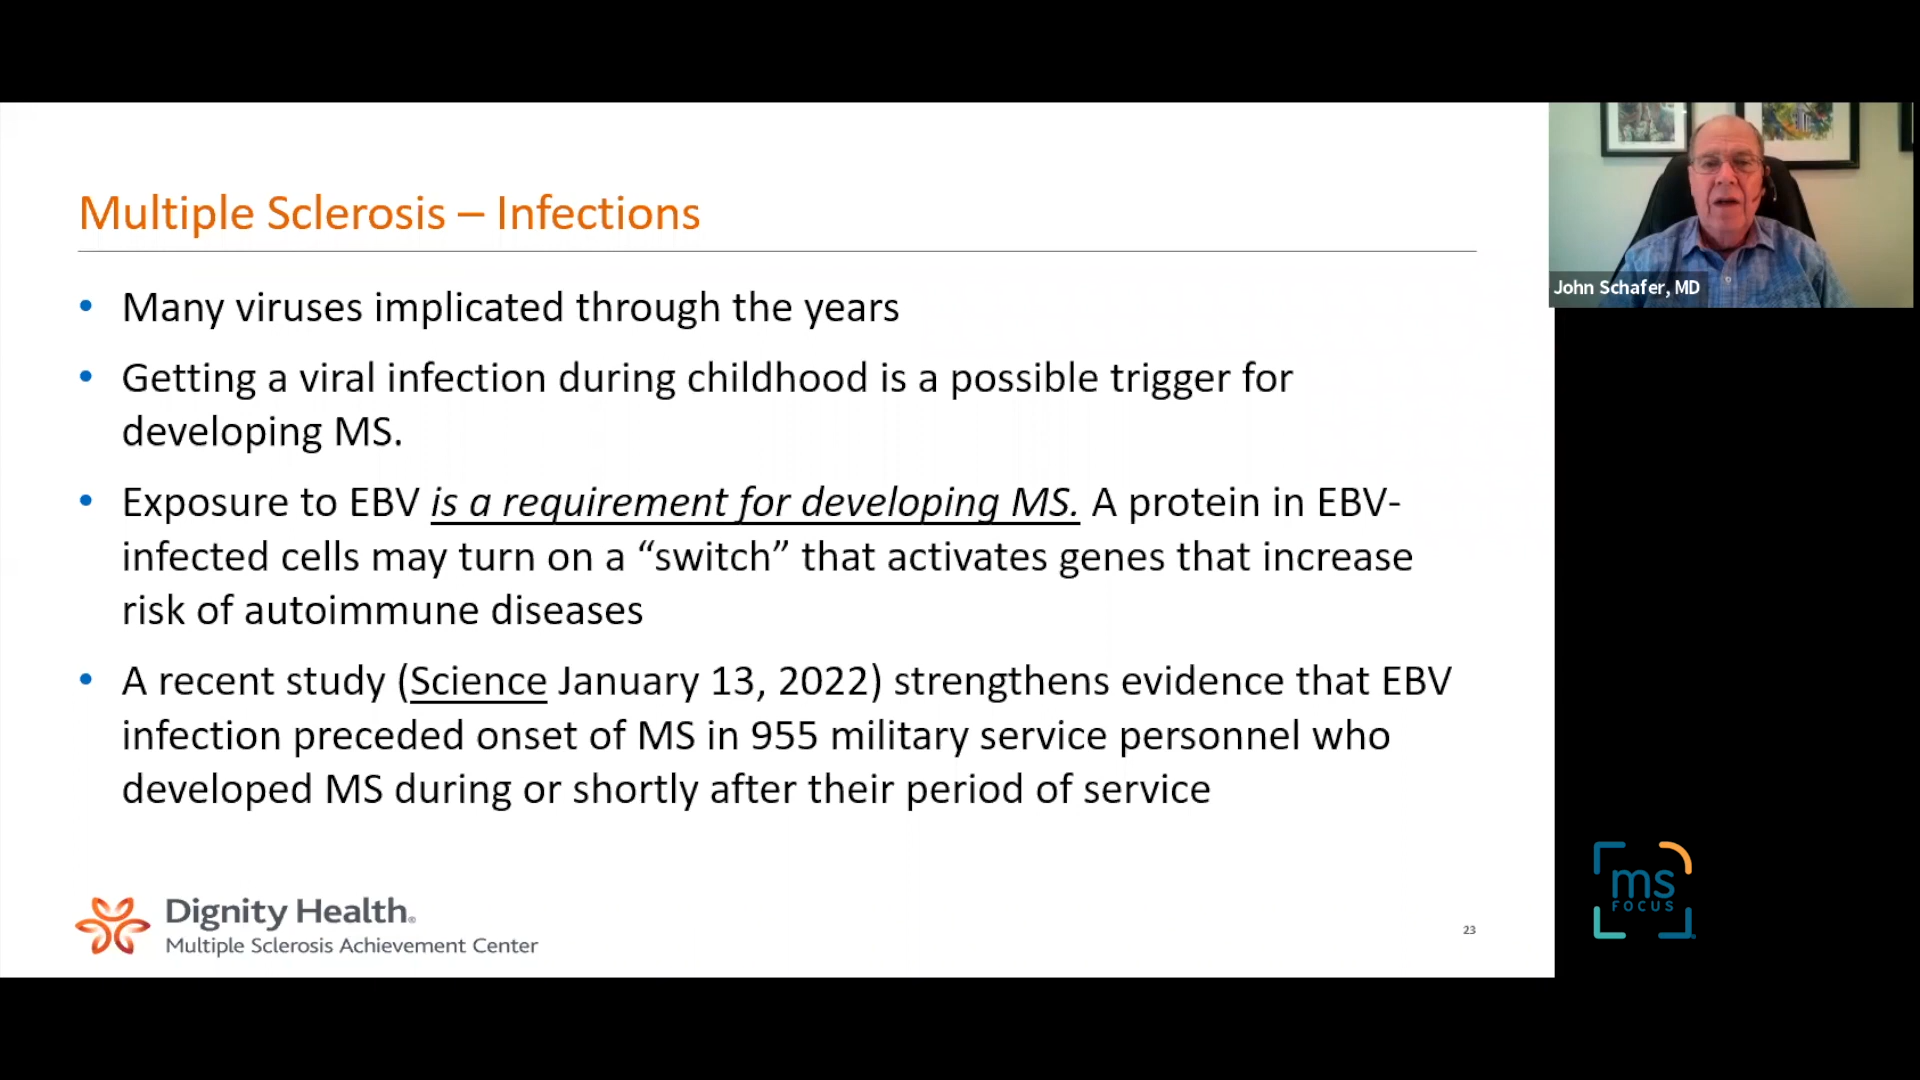 Multiple Sclerosis – Infections
• Many viruses implicated through the years
• Getting a viral infection during childhood is a possible trigger for
developing MS.
• Exposure to EBV is a requirement for developing MS. A protein in EBV-
infected cells may turn on a “switch” that activates genes that increase
risk of autoimmune diseases
• A recent study (Science January 13, 2022) strengthens evidence that EBV
infection preceded onset of MS in 955 military service personnel who
developed MS during or shortly after their period of service
Dignity Health®
Multiple Sclerosis Achievement Center
23
John Schafer, MD
ms
FOCUS